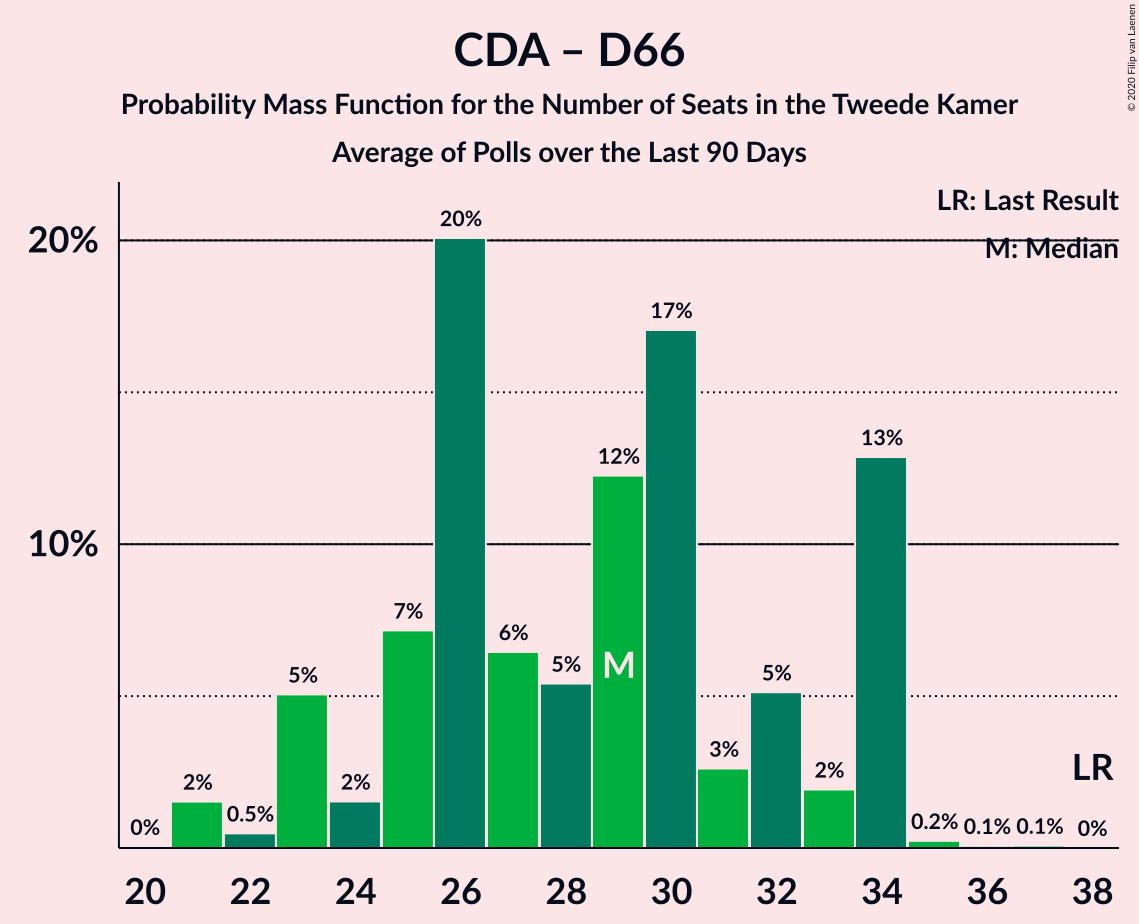 CDA – D66
Probability Mass Function for the Number of Seats in the Tweede Kamer
Average of Polls over the Last 90 Days
© 2020 Filip van Laenen
LR: Last Result
M: Median
20%
10%
0%
2%
0.5%
5%
2%
7%
20%
6%
5%
12%
M
17%
3%
5%
2%
13%
0.2%
0.1%
0.1%
0%
LR
20 22 24 26 28 30 32 34 36 38